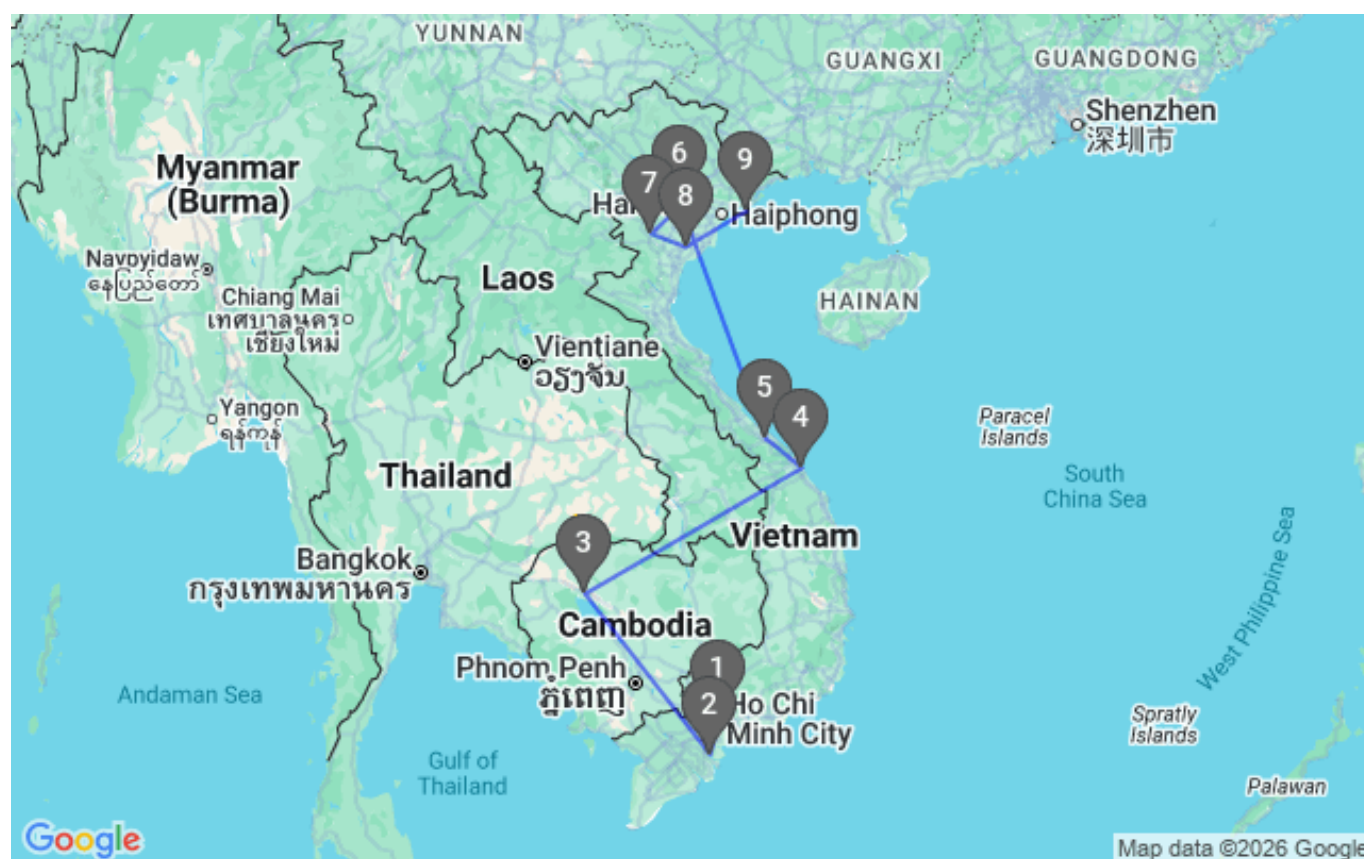 YUNNAN
GUANGXI
GUANGDONG
Shenzhen
深圳市
Myanmar
(Burma)
6
9
7
8
Haiphong
Naypyidaw
နေပြည်တော်
Laos
Chiang Mai
เทศบาลนคร
เชียงใหม่
HAINAN
Vientiane
ວຽງຈັນ
5
4
Yangon
ရန်ကုန်
Paracel
Islands
Thailand
South
China Sea
Vietnam
3
Bangkok
กรุงเทพมหานคร
West Philippine Sea
Cambodia
Phnom Penh
ភ្នំពេញ
1
2
Ho Chi
Minh City
Andaman Sea
Spratly
Islands
Gulf of
Thailand
Palawan
Google
Map data ©2026 Google